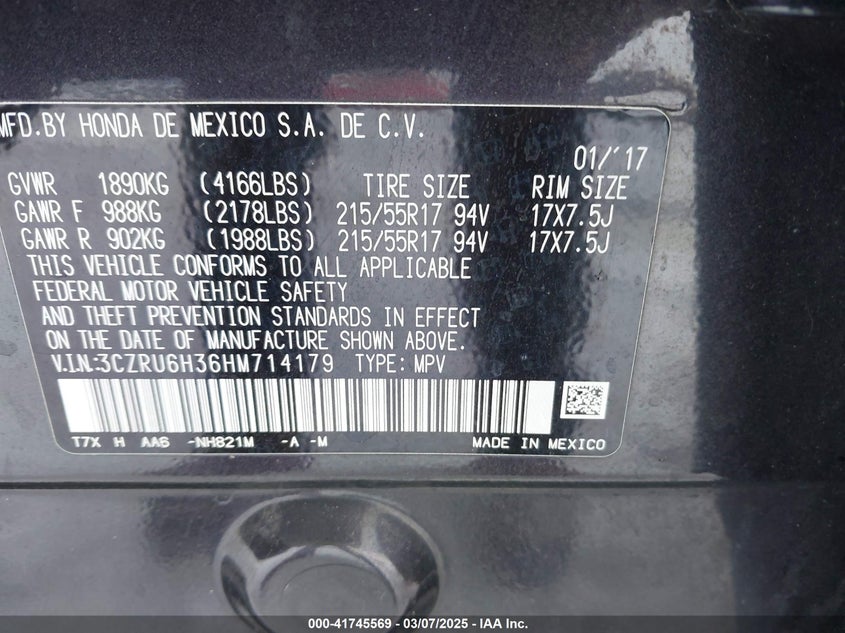 MFD.BY HONDA DE MEXICO S.A. DE C.V.
01/'17
GVWR 1890KG (4166LBS) TIRE SIZE RIM SIZE
GAWR F 988KG (2178LBS) 215/55R17 94V 17X7.5J
GAWR R 902KG (1988LBS) 215/55R17 94V 17X7.5J
THIS VEHICLE CONFORMS TO ALL APPLICABLE
FEDERAL MOTOR VEHICLE SAFETY
AND THEFT PREVENTION STANDARDS IN EFFECT
ON THE DATE OF MANUFACTURE SHOWN ABOVE.
V.I.N:3CZRU6H36HM714179 TYPE: MPV
T7X H AA6 -NH821M -A -M MADE IN MEXICO
000-41745569 — 03/07/2025 — IAA Inc.